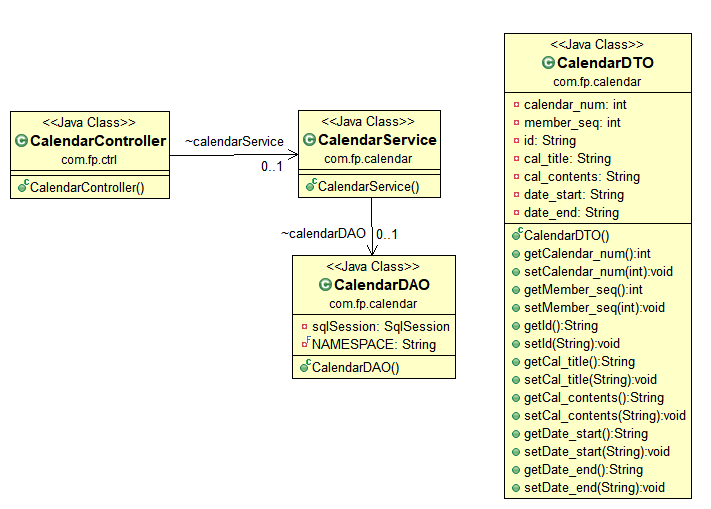 <<Java Class>>
CalendarController
com.fp.ctrl
CalendarController()
~calendarService
0..1
<<Java Class>>
CalendarService
com.fp.calendar
CalendarService()
~calendarDAO
0..1
<<Java Class>>
CalendarDAO
com.fp.calendar
sqlSession: SqlSession
NAMESPACE: String
CalendarDAO()
<<Java Class>>
CalendarDTO
com.fp.calendar
calendar_num: int
member_seq: int
id: String
cal_title: String
cal_contents: String
date_start: String
date_end: String
CalendarDTO()
getCalendar_num():int
setCalendar_num(int):void
getMember_seq():int
setMember_seq(int):void
getId():String
setId(String):void
getCal_title():String
setCal_title(String):void
getCal_contents():String
setCal_contents(String):void
getDate_start():String
setDate_start(String):void
getDate_end():String
setDate_end(String):void